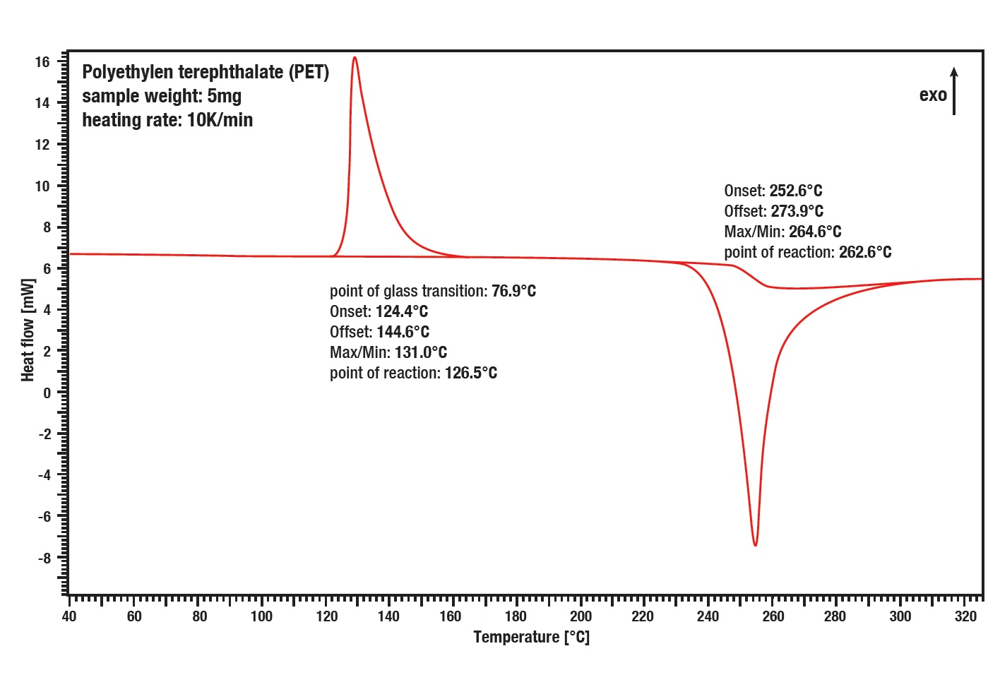 Polyethylen terephthalate (PET)
sample weight: 5mg
heating rate: 10K/min
exo
Onset: 252.6°C
Offset: 273.9°C
Max/Min: 264.6°C
point of reaction: 262.6°C
point of glass transition: 76.9°C
Onset: 124.4°C
Offset: 144.6°C
Max/Min: 131.0°C
point of reaction: 126.5°C
Heat flow [mW]
16
14
12
10
8
6
4
2
0
-2
-4
-6
-8
40 60 80 100 120 140 160 180 200 220 240 260 280 300 320
Temperature [°C]